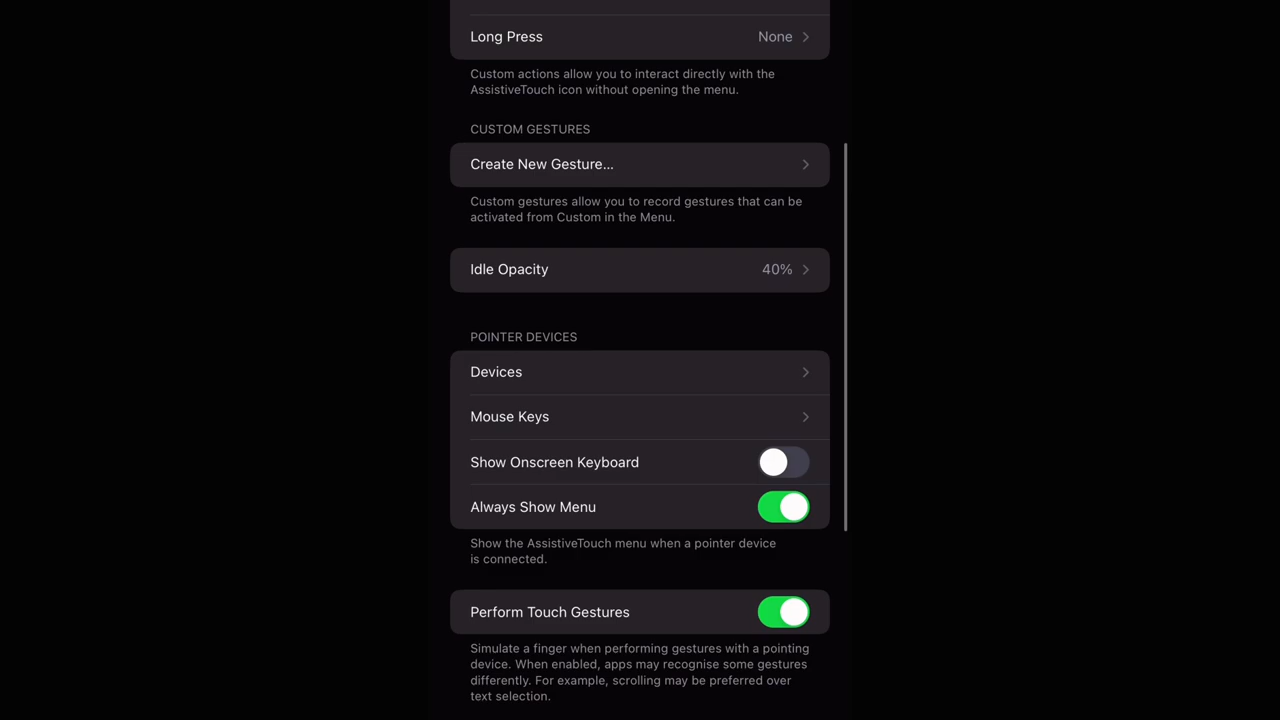 Long Press None
Custom actions allow you to interact directly with the
AssistiveTouch icon without opening the menu.
CUSTOM GESTURES
Create New Gesture...
Custom gestures allow you to record gestures that can be
activated from Custom in the Menu.
Idle Opacity 40%
POINTER DEVICES
Devices
Mouse Keys
Show Onscreen Keyboard
Always Show Menu
Show the AssistiveTouch menu when a pointer device
is connected.
Perform Touch Gestures
Simulate a finger when performing gestures with a pointing
device. When enabled, apps may recognise some gestures
differently. For example, scrolling may be preferred over
text selection.